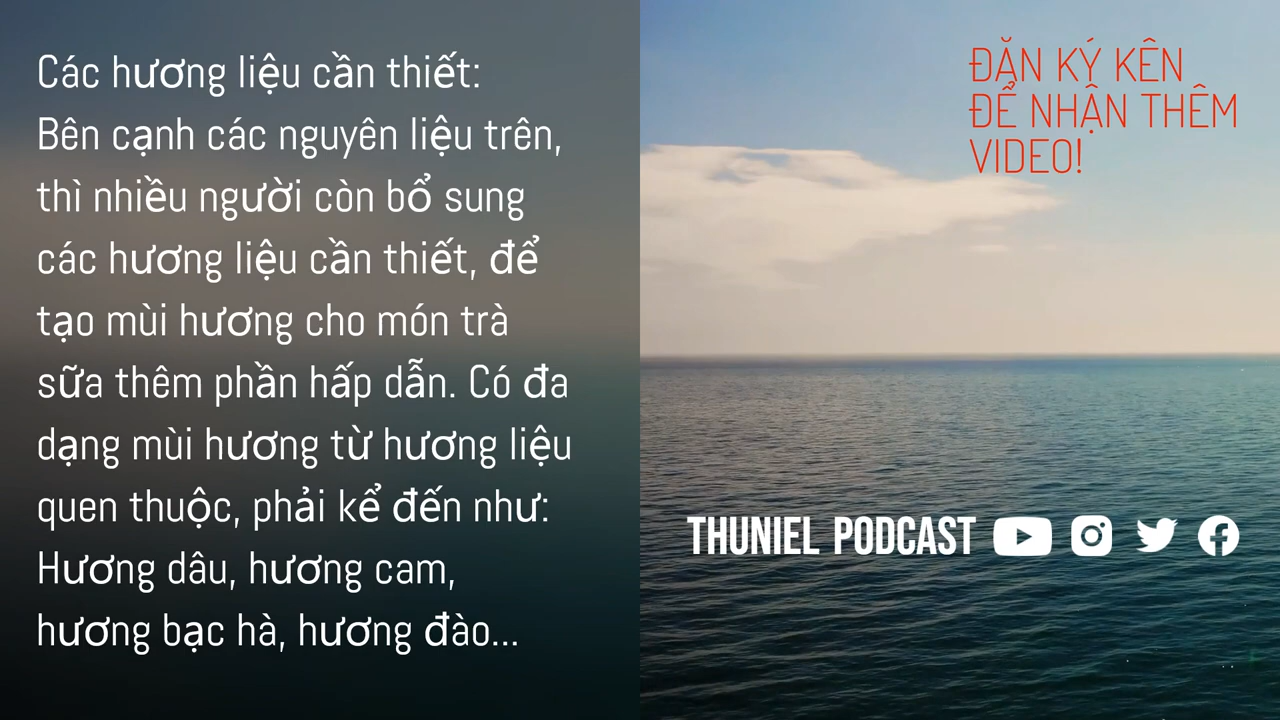 Các hương liệu cần thiết:
Bên cạnh các nguyên liệu trên,
thì nhiều người còn bổ sung
các hương liệu cần thiết, để
tạo mùi hương cho món trà
sữa thêm phần hấp dẫn. Có đa
dạng mùi hương từ hương liệu
quen thuộc, phải kể đến như:
Hương dâu, hương cam,
hương bạc hà, hương đào...
ĐĂN KÝ KÊN
ĐỂ NHẬN THÊM
VIDEO!
THUNIEL PODCAST